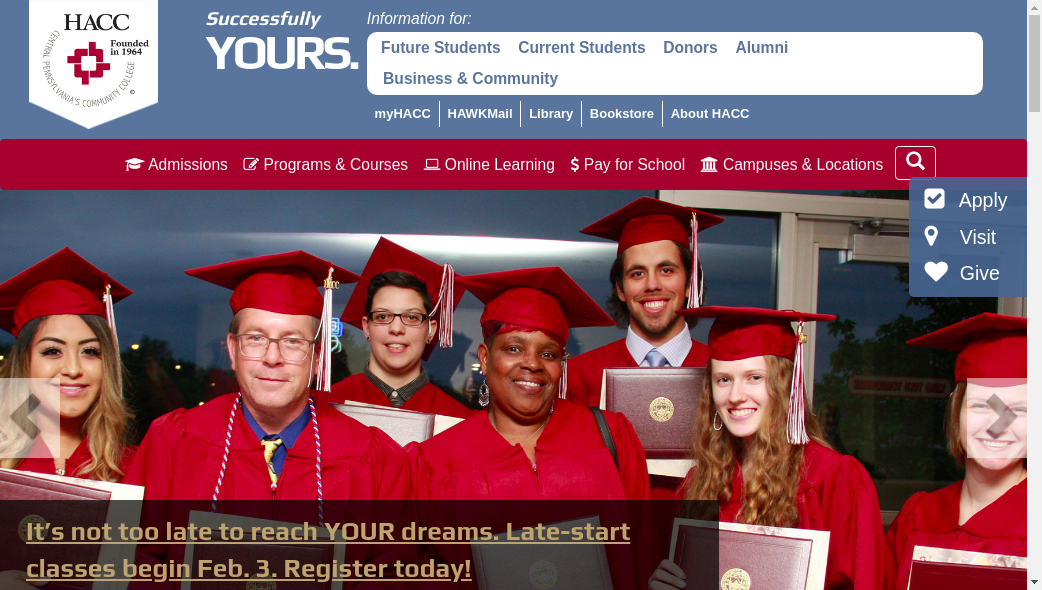 HACC
Founded
in 1964
CENTRAL PENNSYLVANIA'S COMMUNITY COLLEGE
Successfully
YOURS.
Information for:
Future Students Current Students Donors Alumni
Business & Community
myHACC HAWKMail Library Bookstore About HACC
Admissions Programs & Courses Online Learning $ Pay for School Campuses & Locations
Apply
Visit
Give
It’s not too late to reach YOUR dreams. Late-start
classes begin Feb. 3. Register today!